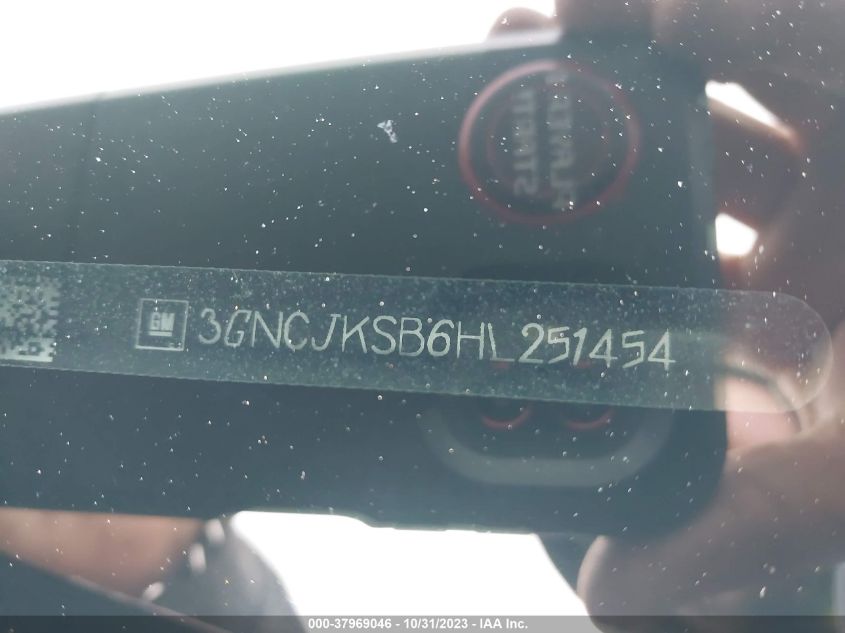 GM 3GNCJKSB6HL251454
000-37969046 - 10/31/2023 - IAA Inc.